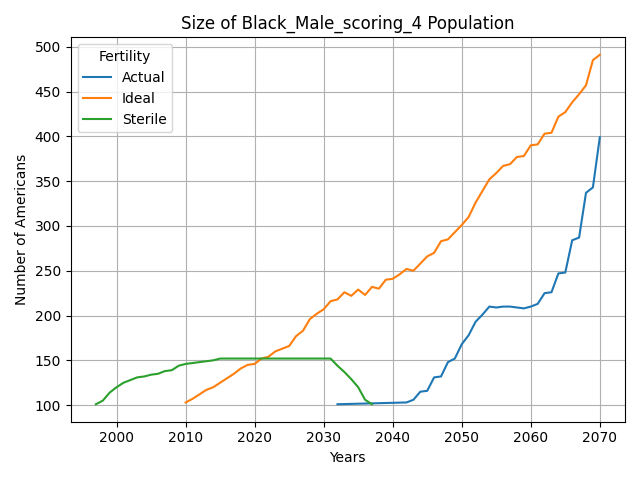 Size of Black_Male_scoring_4 Population
Fertility
Actual
Ideal
Sterile
Number of Americans
500
450
400
350
300
250
200
150
100
2000 2010 2020 2030 2040 2050 2060 2070
Years